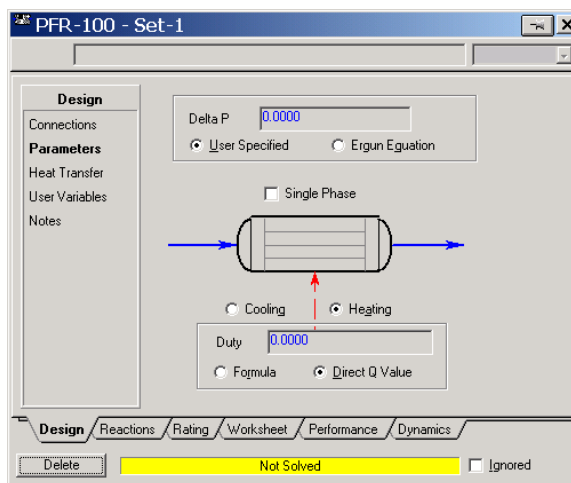 PFR-100 - Set-1
Design
Connections
Parameters
Heat Transfer
User Variables
Notes
Delta P 0.0000
User Specified Ergun Equation
Single Phase
Cooling Heating
Duty 0.0000
Formula Direct Q Value
Design Reactions Rating Worksheet Performance Dynamics
Delete Not Solved Ignored